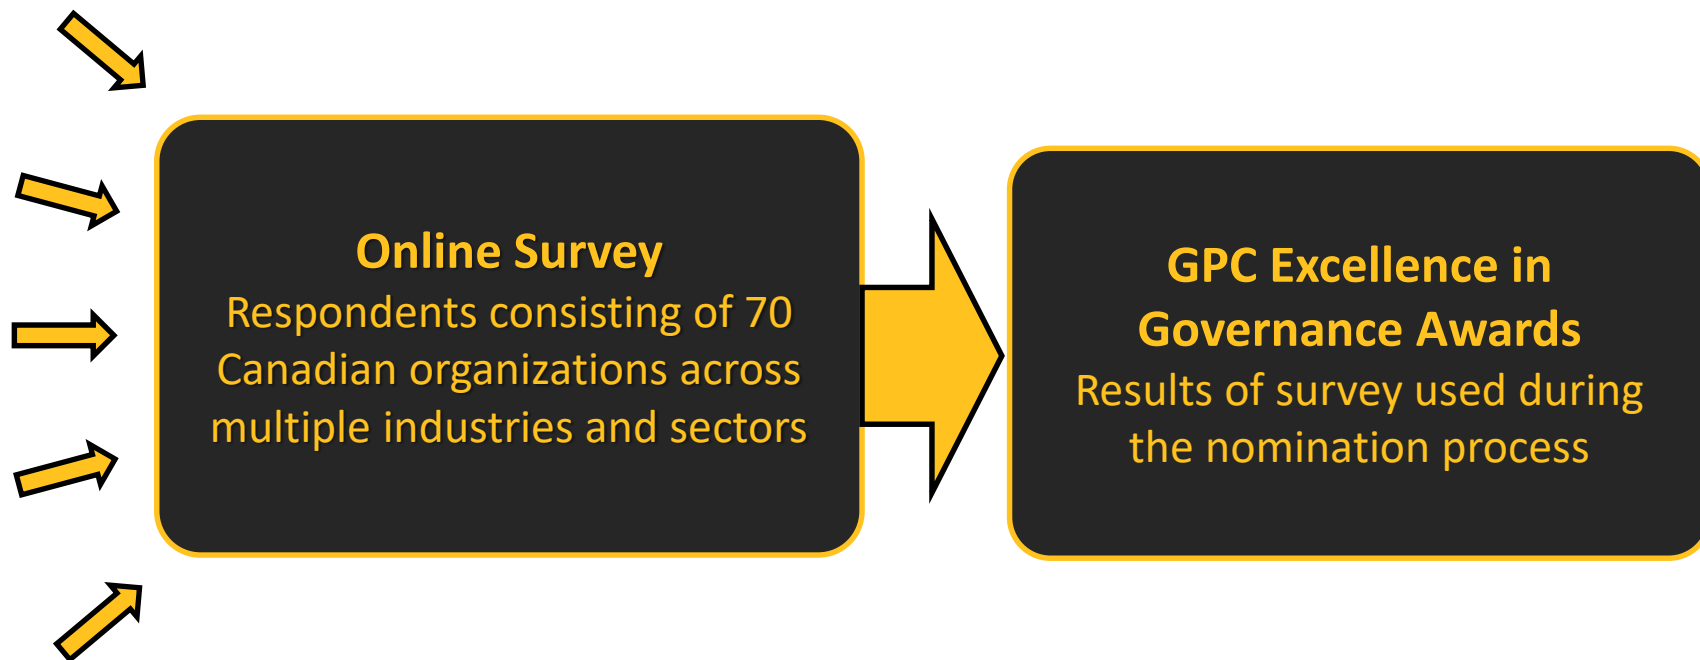 Online Survey
Respondents consisting of 70
Canadian organizations across
multiple industries and sectors
GPC Excellence in
Governance Awards
Results of survey used during
the nomination process